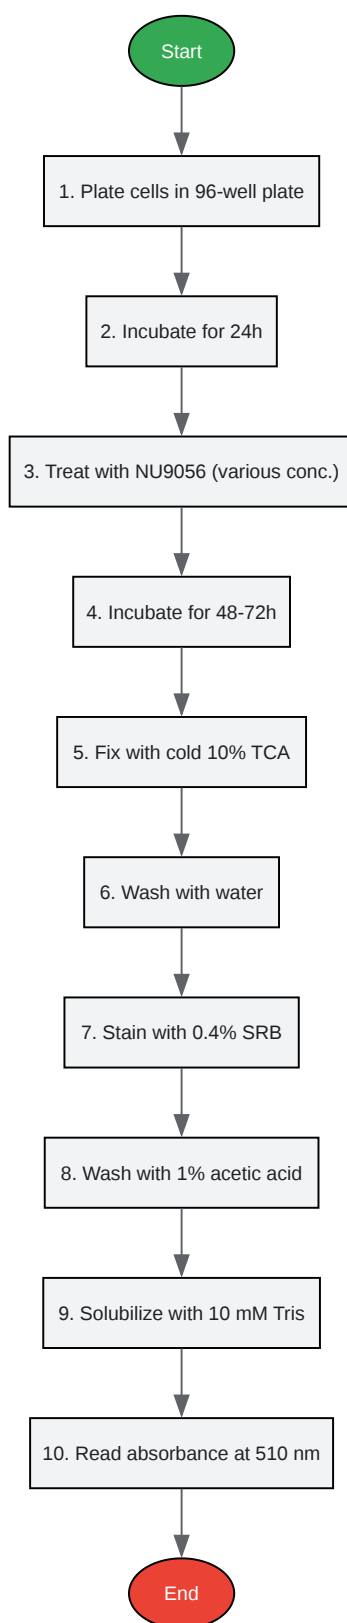 Start
1. Plate cells in 96-well plate
2. Incubate for 24h
3. Treat with NU9056 (various conc.)
4. Incubate for 48-72h
5. Fix with cold 10% TCA
6. Wash with water
7. Stain with 0.4% SRB
8. Wash with 1% acetic acid
9. Solubilize with 10 mM Tris
10. Read absorbance at 510 nm
End